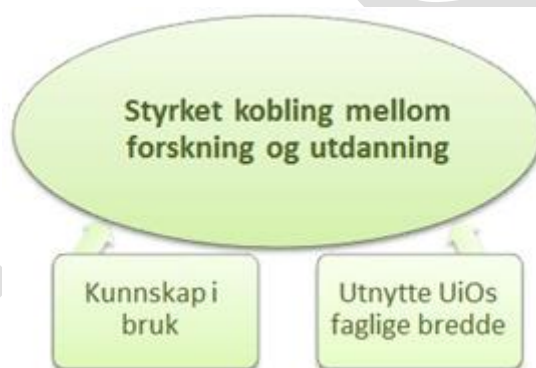 Styrket kobling mellom
forskning og utdanning
Kunnskap i
bruk
Utnytte UiOs
faglige bredde